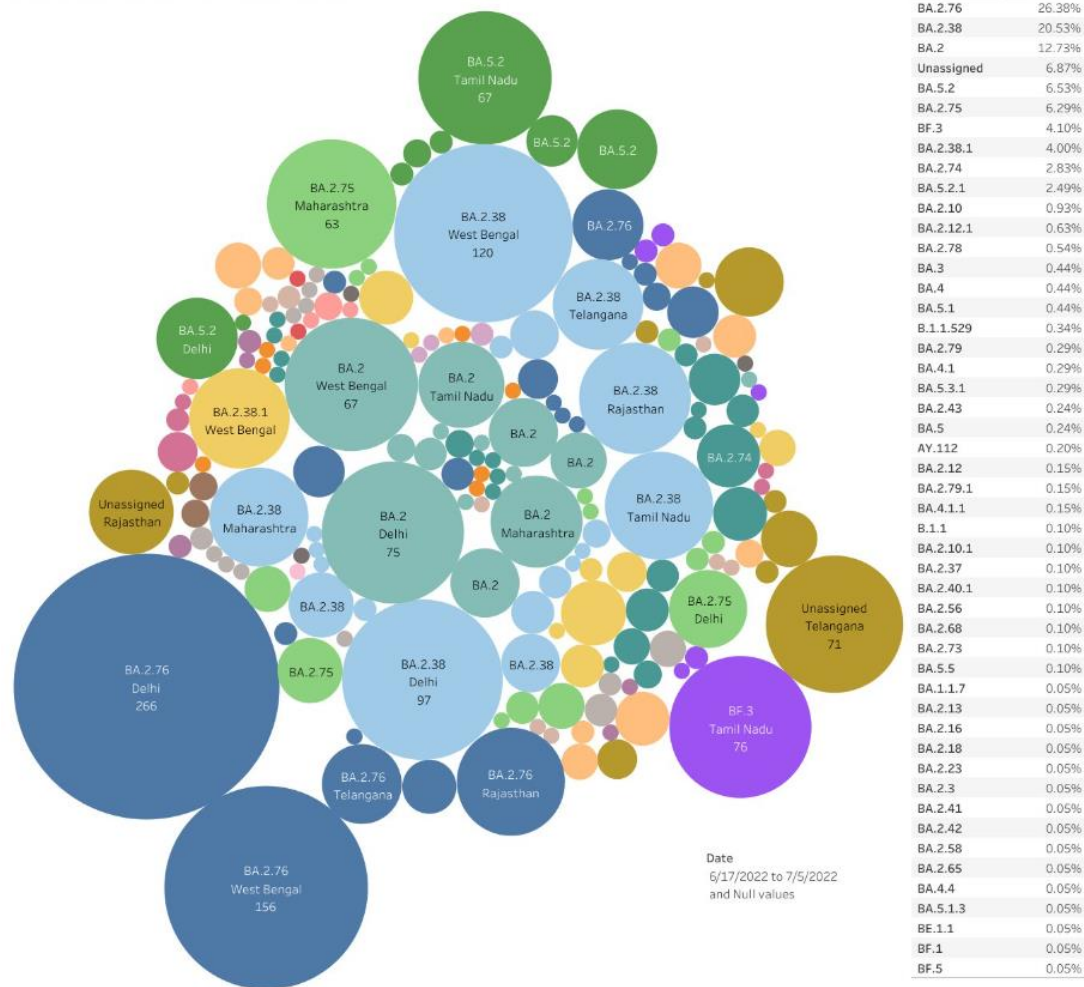 BA.5.2
Tamil Nadu
67
BA.5.2
BA.5.2
BA.2.75
Maharashtra
63
BA.2.38
West Bengal
120
BA.2.76
BA.2.38
Telangana
BA.5.2
Delhi
BA.2
West Bengal
67
BA.2
Tamil Nadu
BA.2.38
Rajasthan
BA.2.38.1
West Bengal
BA.2
BA.2
BA.2.74
Unassigned
Rajasthan
BA.2.38
Maharashtra
BA.2
Delhi
75
BA.2
Maharashtra
BA.2.38
Tamil Nadu
BA.2
BA.2.38
BA.2.75
Delhi
Unassigned
Telangana
71
BA.2.76
Delhi
266
BA.2.75
BA.2.38
Delhi
97
BA.2.38
BF.3
Tamil Nadu
76
BA.2.76
Telangana
BA.2.76
Rajasthan
BA.2.76
West Bengal
156
Date
6/17/2022 to 7/5/2022
and Null values
BA.2.76 26.38%
BA.2.38 20.53%
BA.2 12.73%
Unassigned 6.87%
BA.5.2 6.53%
BA.2.75 6.29%
BF.3 4.10%
BA.2.38.1 4.00%
BA.2.74 2.83%
BA.5.2.1 2.49%
BA.2.10 0.93%
BA.2.12.1 0.63%
BA.2.78 0.54%
BA.3 0.44%
BA.4 0.44%
BA.5.1 0.44%
B.1.1.529 0.34%
BA.2.79 0.29%
BA.4.1 0.29%
BA.5.3.1 0.29%
BA.2.43 0.24%
BA.5 0.24%
AY.112 0.20%
BA.2.12 0.15%
BA.2.79.1 0.15%
BA.4.1.1 0.15%
B.1.1 0.10%
BA.2.10.1 0.10%
BA.2.37 0.10%
BA.2.40.1 0.10%
BA.2.56 0.10%
BA.2.68 0.10%
BA.2.73 0.10%
BA.5.5 0.10%
BA.1.1.7 0.05%
BA.2.13 0.05%
BA.2.16 0.05%
BA.2.18 0.05%
BA.2.23 0.05%
BA.2.3 0.05%
BA.2.41 0.05%
BA.2.42 0.05%
BA.2.58 0.05%
BA.2.65 0.05%
BA.4.4 0.05%
BA.5.1.3 0.05%
BE.1.1 0.05%
BF.1 0.05%
BF.5 0.05%